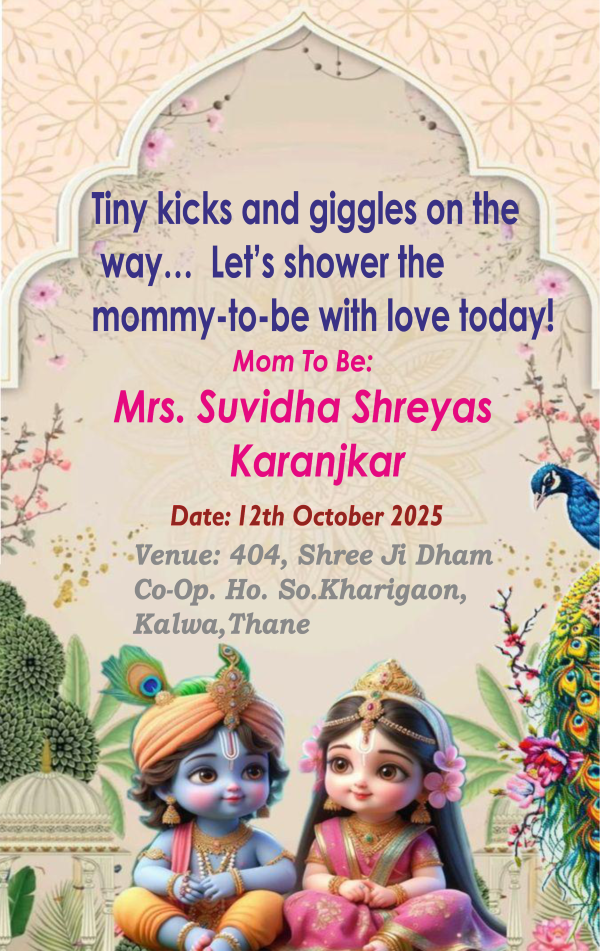 Tiny kicks and giggles on the
way... Let's shower the
mommy-to-be with love today!
Mom To Be:
Mrs. Suvidha Shreyas
Karanjkar
Date: 12th October 2025
Venue: 404, Shree Ji Dham
Co-Op. Ho. So.Kharigaon,
Kalwa,Thane